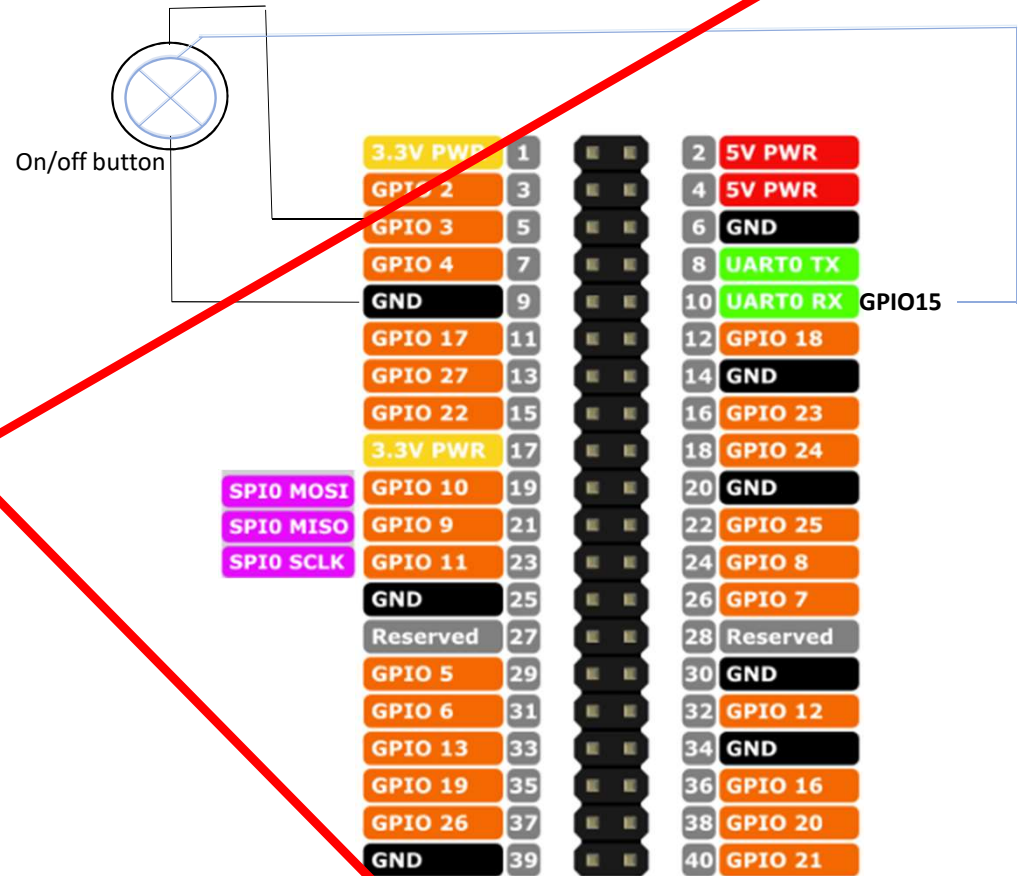 On/off button
3.3V PWR 1 2 5V PWR
GPIO 2 3 4 5V PWR
GPIO 3 5 6 GND
GPIO 4 7 8 UART0 TX
GND 9 10 UART0 RX GPIO15
GPIO 17 11 12 GPIO 18
GPIO 27 13 14 GND
GPIO 22 15 16 GPIO 23
3.3V PWR 17 18 GPIO 24
SPI0 MOSI GPIO 10 19 20 GND
SPI0 MISO GPIO 9 21 22 GPIO 25
SPI0 SCLK GPIO 11 23 24 GPIO 8
GND 25 26 GPIO 7
Reserved 27 28 Reserved
GPIO 5 29 30 GND
GPIO 6 31 32 GPIO 12
GPIO 13 33 34 GND
GPIO 19 35 36 GPIO 16
GPIO 26 37 38 GPIO 20
GND 39 40 GPIO 21